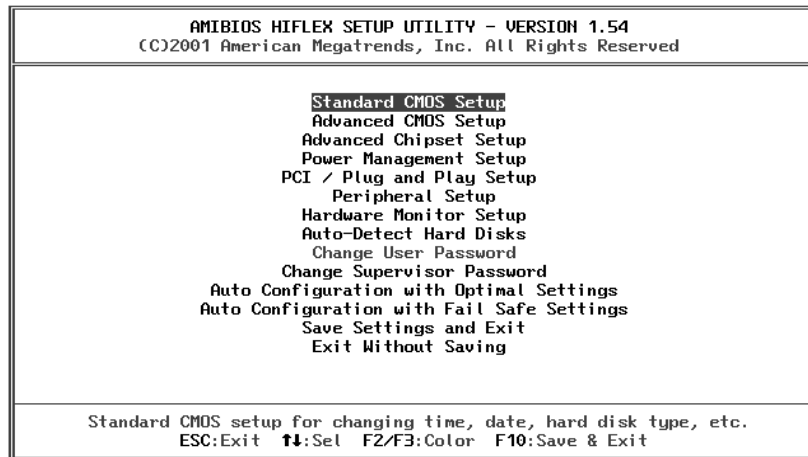 AMIBIOS HIFLEX SETUP UTILITY - VERSION 1.54
(C)2001 American Megatrends, Inc. All Rights Reserved
Standard CMOS Setup
Advanced CMOS Setup
Advanced Chipset Setup
Power Management Setup
PCI / Plug and Play Setup
Peripheral Setup
Hardware Monitor Setup
Auto-Detect Hard Disks
Change User Password
Change Supervisor Password
Auto Configuration with Optimal Settings
Auto Configuration with Fail Safe Settings
Save Settings and Exit
Exit Without Saving
Standard CMOS setup for changing time, date, hard disk type, etc.
ESC:Exit ↑↓:Sel F2/F3:Color F10:Save & Exit